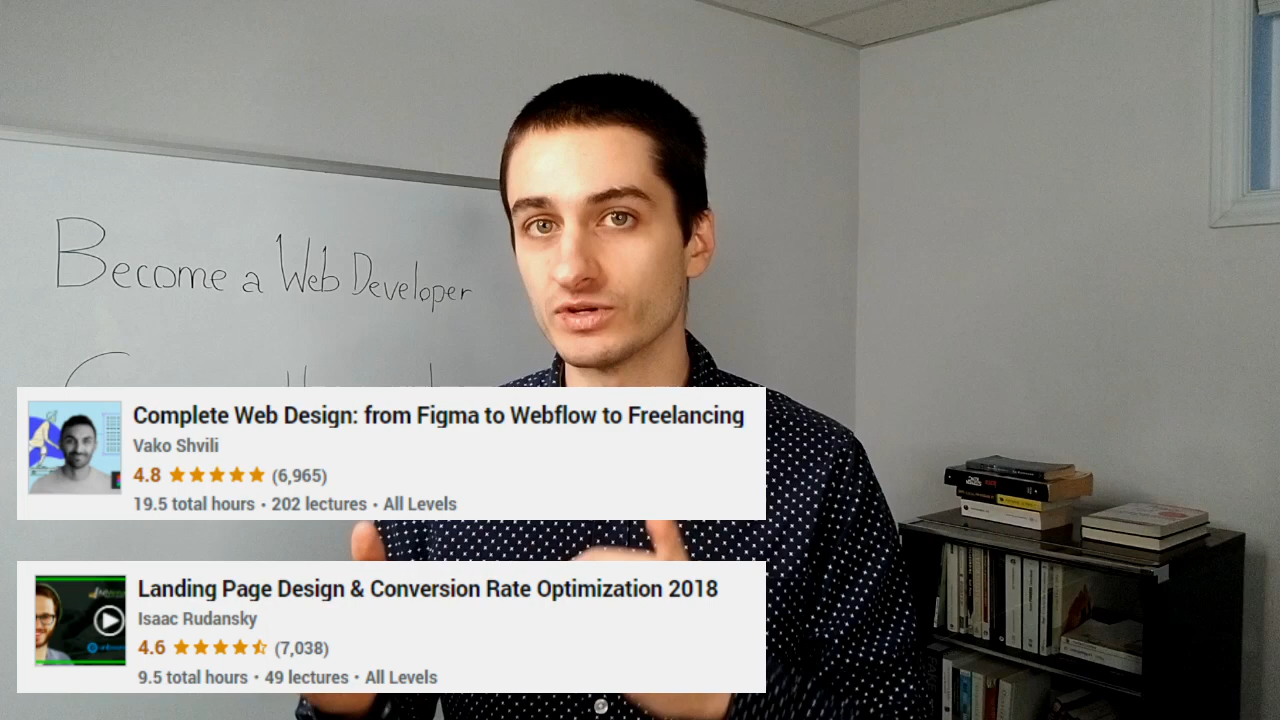 Become a Web Developer
Complete Web Design: from Figma to Webflow to Freelancing
Vako Shvili
4.8 (6,965)
19.5 total hours • 202 lectures • All Levels
Landing Page Design & Conversion Rate Optimization 2018
Isaac Rudansky
4.6 (7,038)
9.5 total hours • 49 lectures • All Levels